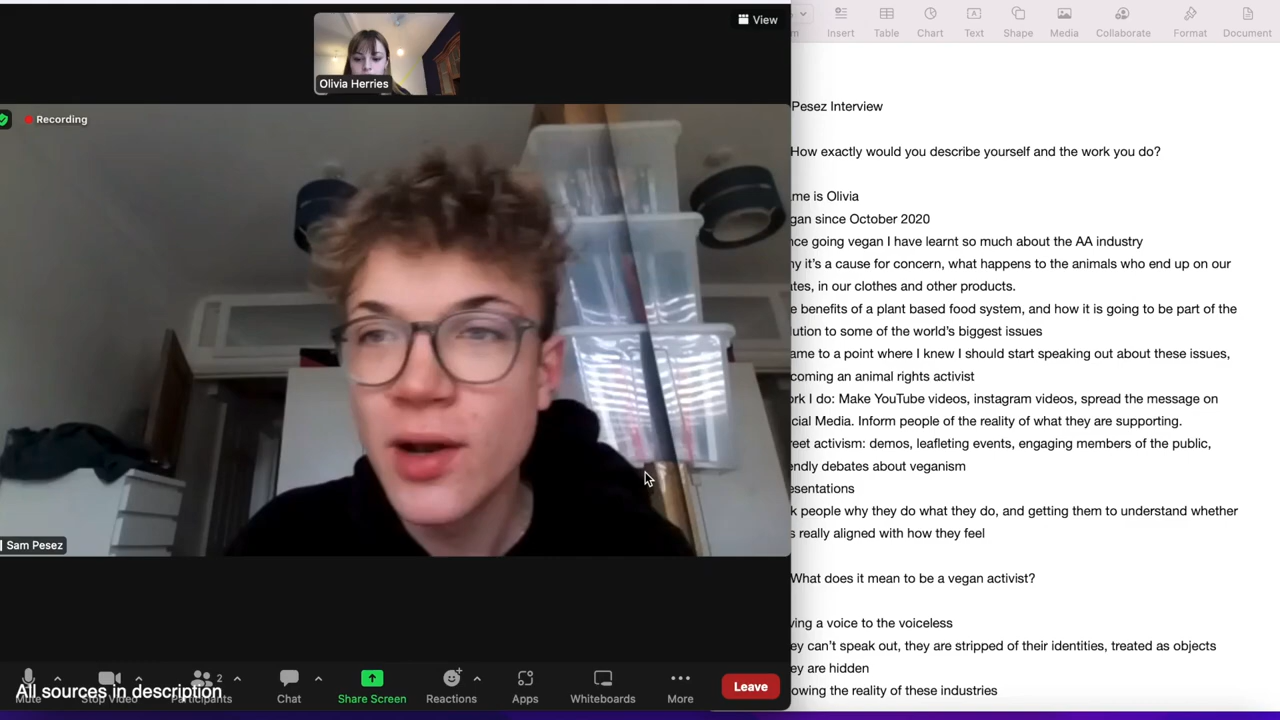 View
Olivia Herries
Recording
Sam Pesez
Mute
Stop Video
Participants
2
Chat
Share Screen
Reactions
Apps
Whiteboards
More
Leave
All sources in description
Insert
Table
Chart
Text
Shape
Media
Collaborate
Format
Document
Pesez Interview
How exactly would you describe yourself and the work you do?
me is Olivia
gan since October 2020
nce going vegan I have learnt so much about the AA industry
hy it's a cause for concern, what happens to the animals who end up on our
ates, in our clothes and other products.
e benefits of a plant based food system, and how it is going to be part of the
ution to some of the world's biggest issues
ame to a point where I knew I should start speaking out about these issues,
coming an animal rights activist
ork I do: Make YouTube videos, instagram videos, spread the message on
cial Media. Inform people of the reality of what they are supporting.
reet activism: demos, leafleting events, engaging members of the public,
endly debates about veganism
esentations
k people why they do what they do, and getting them to understand whether
s really aligned with how they feel
What does it mean to be a vegan activist?
ving a voice to the voiceless
ey can't speak out, they are stripped of their identities, treated as objects
ey are hidden
owing the reality of these industries